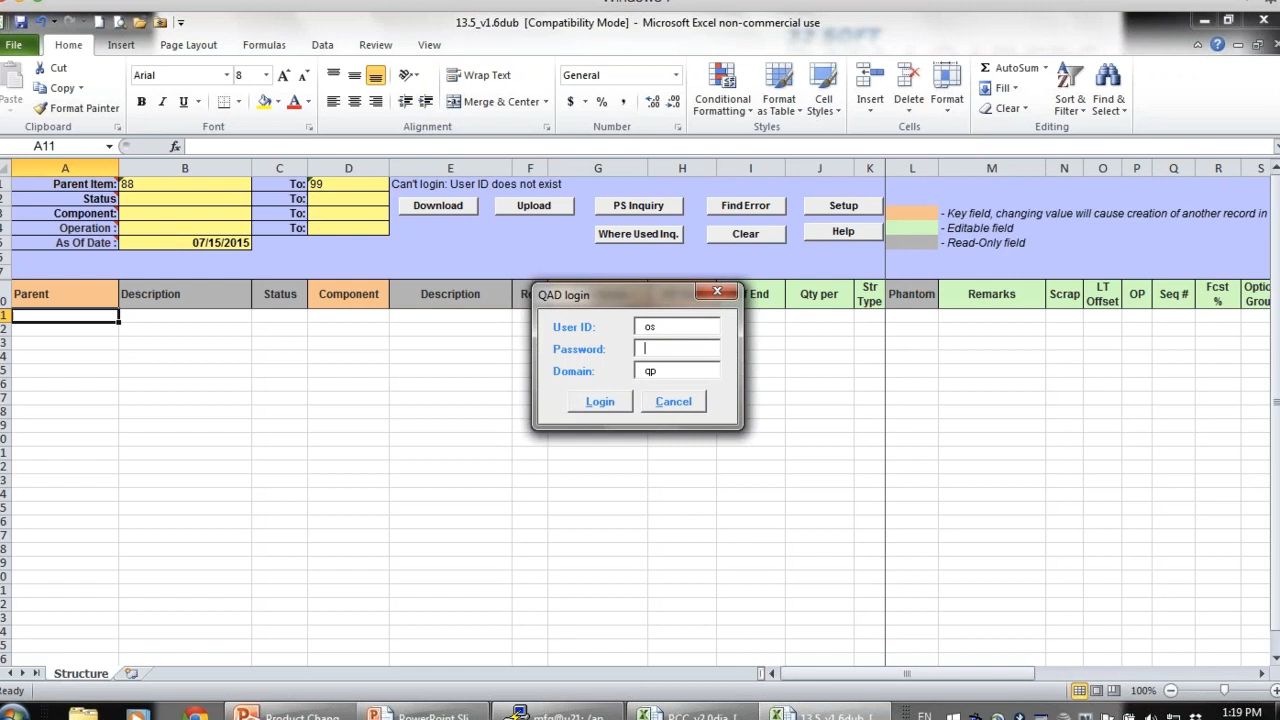 13.5_v1.6dub [Compatibility Mode] - Microsoft Excel non-commercial use
File Home Insert Page Layout Formulas Data Review View
Cut
Copy
Format Painter
Paste
Clipboard
Arial 8
B I U
Font
Wrap Text
Merge & Center
Alignment
General
$ % ,
Number
Conditional Formatting
Format as Table
Cell Styles
Styles
Insert Delete Format
Cells
AutoSum
Fill
Clear
Sort & Filter
Find & Select
Editing
A11 fx
A B C D E F G H I J K L M N O P Q R S
Parent Item: 88 To: 99 Can't login: User ID does not exist
Status To:
Component: To:
Operation : To:
As Of Date : 07/15/2015
Download Upload PS Inquiry Find Error Setup
Where Used Inq. Clear Help
- Key field, changing value will cause creation of another record in
- Editable field
- Read-Only field
Parent Description Status Component Description End Qty per Str Type Phantom Remarks Scrap LT Offset OP Seq # Fcst %
QAD login
User ID: os
Password:
Domain: qp
Login Cancel
Structure
100%
Product Chang PowerPoint Sli mfg@u21: /an PCC_v2.0dia [ 13.5_v1.6dub [ EN 1:19 PM